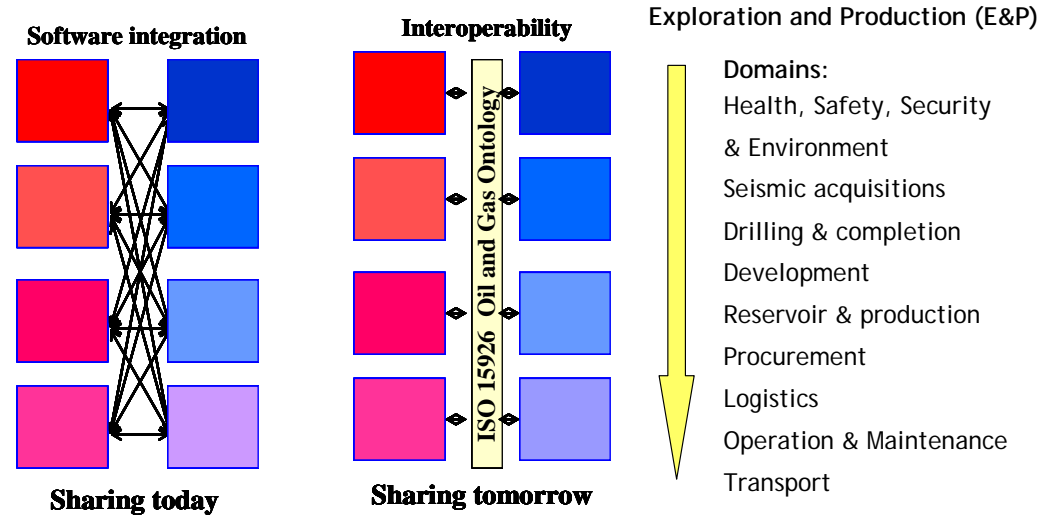 Software integration
Sharing today
Interoperability
ISO 15926 Oil and Gas Ontology
Sharing tomorrow
Exploration and Production (E&P)
Domains:
Health, Safety, Security
& Environment
Seismic acquisitions
Drilling & completion
Development
Reservoir & production
Procurement
Logistics
Operation & Maintenance
Transport